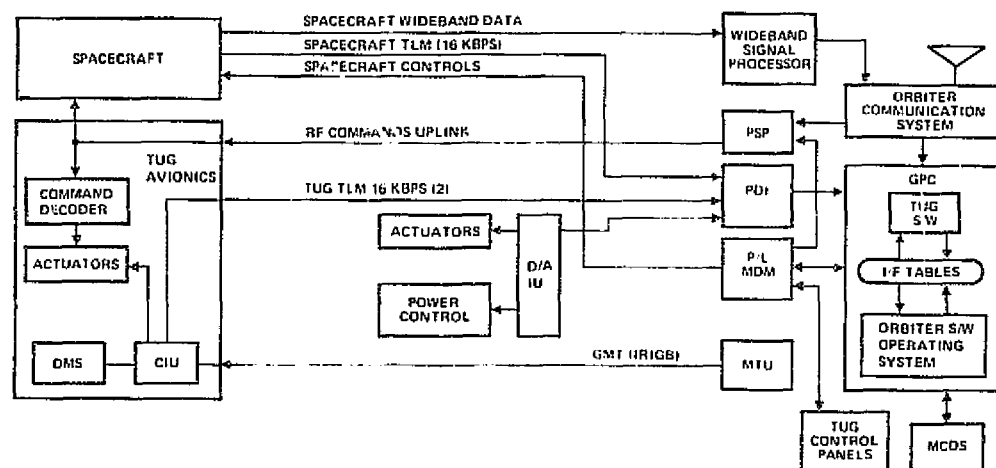 SPACECRAFT WIDEBAND DATA
SPACECRAFT TLM (16 KBPS)
SPACECRAFT CONTROLS
SPACECRAFT
WIDEBAND
SIGNAL
PROCESSOR
ORBITER
COMMUNICATION
SYSTEM
RF COMMANDS UPLINK
PSP
TUG
AVIONICS
TUG TLM 16 KBPS (2)
COMMAND
DECODER
ACTUATORS
PDI
GPC
TUG
S/W
ACTUATORS
D/A
IU
P/L
MDM
I/F TABLES
POWER
CONTROL
ORBITER S/W
OPERATING
SYSTEM
DMS
CIU
GMT (IRIGB)
MTU
TUG
CONTROL
PANELS
MCDS